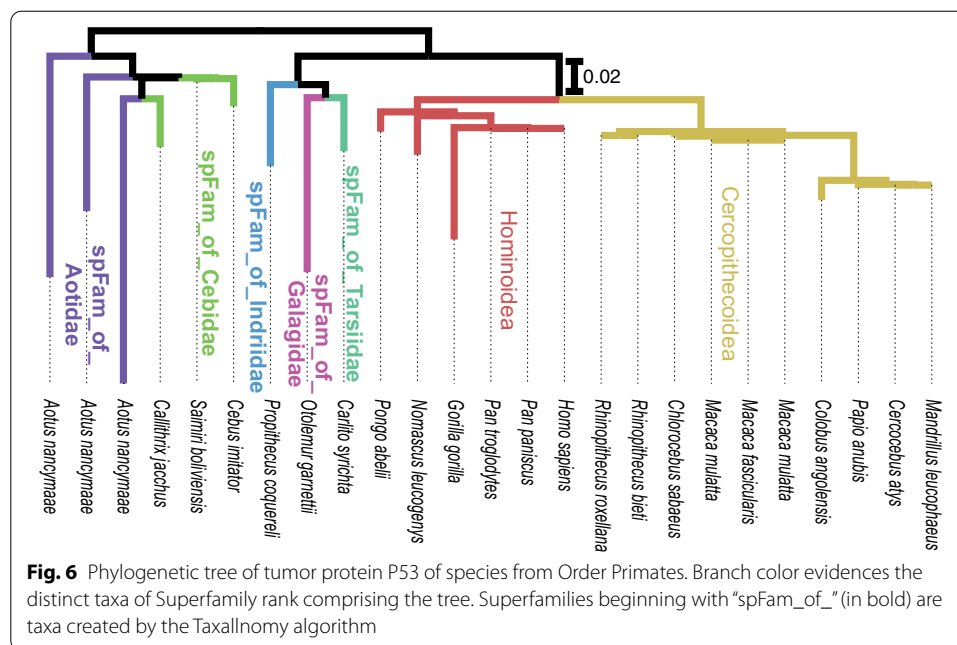 0.02
spFam_of_
Aotidae
spFam_of_Cebidae
spFam_of_Indriidae
spFam_of_
Galagidae
spFam_of_Tarsiidae
Hominoidea
Cercopithecoidea
Aotus nancymaae
Aotus nancymaae
Aotus nancymaae
Callithrix jacchus
Saimiri boliviensis
Cebus imitator
Propithecus coquereli
Otolemur garnettii
Carlito syrichta
Pongo abelii
Nomascus leucogenys
Gorilla gorilla
Pan troglodytes
Pan paniscus
Homo sapiens
Rhinopithecus roxellana
Rhinopithecus bieti
Chlorocebus sabaeus
Macaca mulatta
Macaca fascicularis
Macaca mulatta
Colobus angolensis
Papio anubis
Cercocebus atys
Mandrillus leucophaeus
Fig. 6 Phylogenetic tree of tumor protein P53 of species from Order Primates. Branch color evidences the
distinct taxa of Superfamily rank comprising the tree. Superfamilies beginning with “spFam_of_” (in bold) are
taxa created by the Taxallnomy algorithm